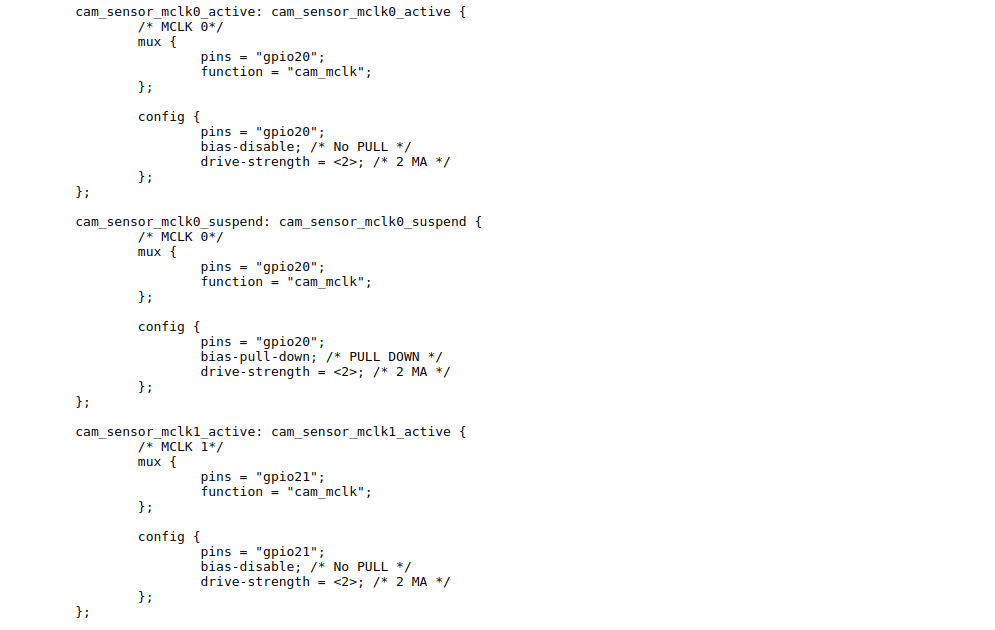 cam_sensor_mclk0_active: cam_sensor_mclk0_active {
/* MCLK 0*/
mux {
pins = "gpio20";
function = "cam_mclk";
};
config {
pins = "gpio20";
bias-disable; /* No PULL */
drive-strength = <2>; /* 2 MA */
};
};
cam_sensor_mclk0_suspend: cam_sensor_mclk0_suspend {
/* MCLK 0*/
mux {
pins = "gpio20";
function = "cam_mclk";
};
config {
pins = "gpio20";
bias-pull-down; /* PULL DOWN */
drive-strength = <2>; /* 2 MA */
};
};
cam_sensor_mclk1_active: cam_sensor_mclk1_active {
/* MCLK 1*/
mux {
pins = "gpio21";
function = "cam_mclk";
};
config {
pins = "gpio21";
bias-disable; /* No PULL */
drive-strength = <2>; /* 2 MA */
};
};